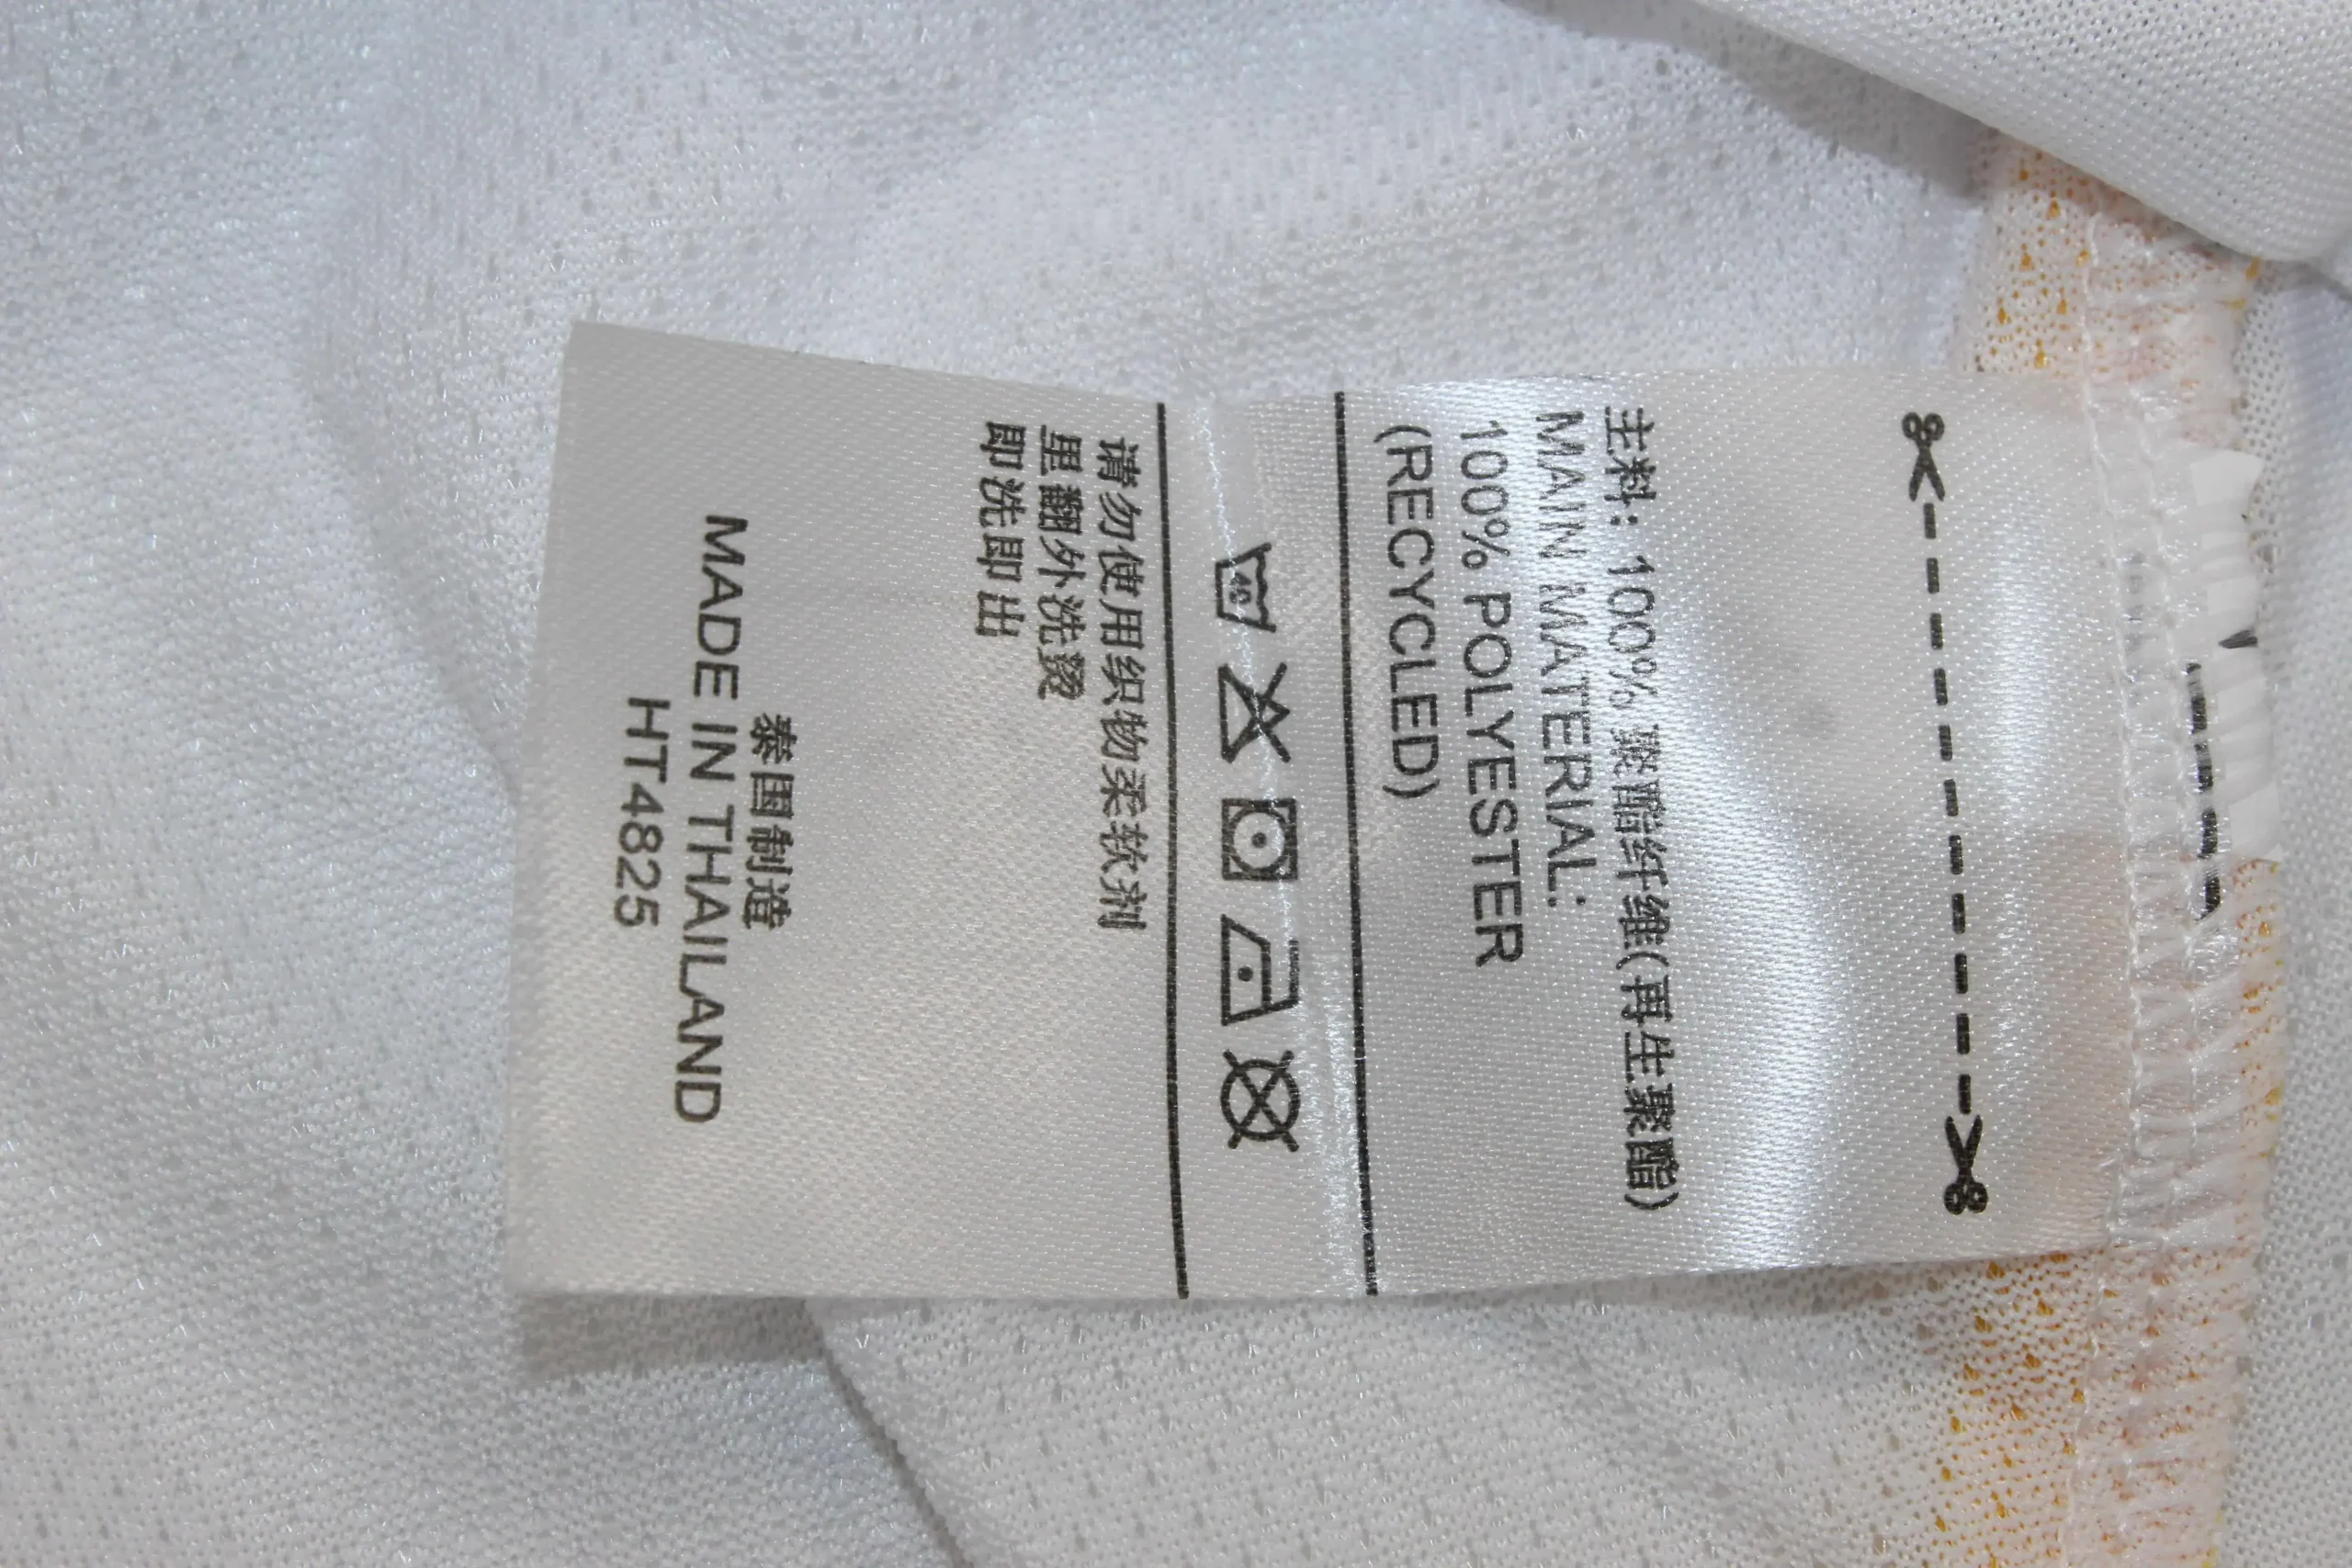 主料：100% 聚酯纤维(再生聚酯)
MAIN MATERIAL:
100% POLYESTER
(RECYCLED)
40
请勿使用织物柔软剂
里翻外洗熨
即洗即出
泰国制造
MADE IN THAILAND
HT4825